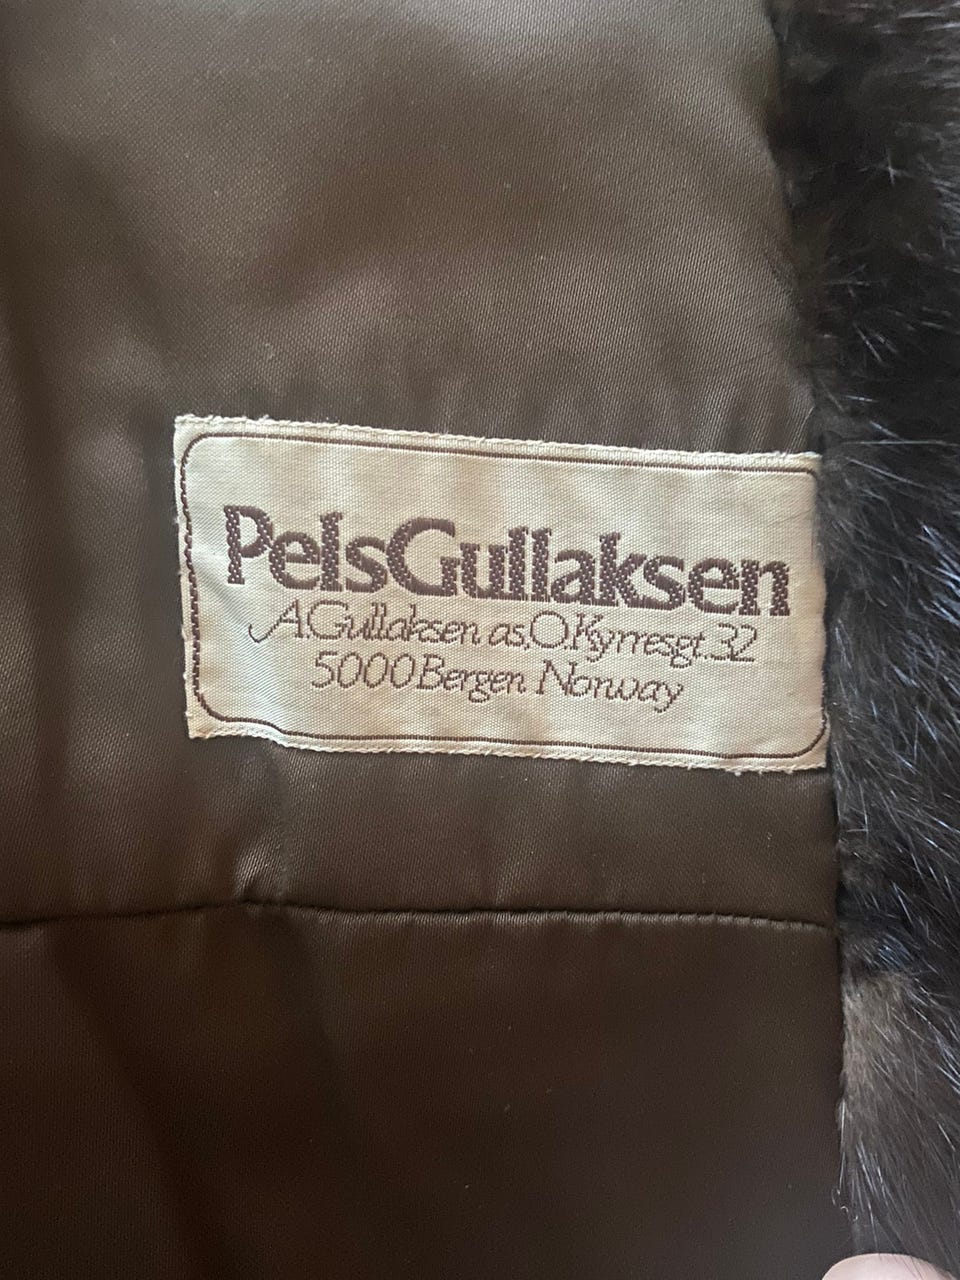 PelsGullaksen
A.Gullaksen as, O.Kyrresgt. 32
5000 Bergen Norway